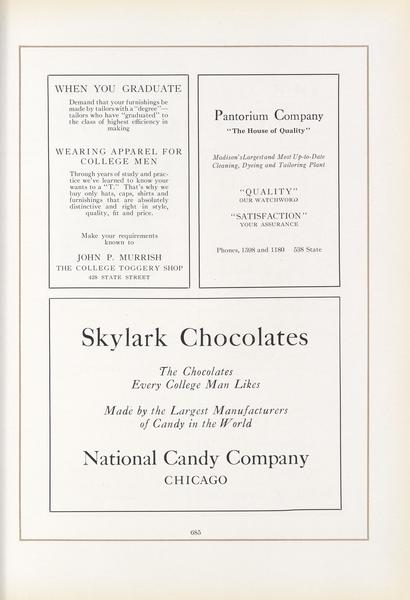 WHEN YOU GRADUATE
Demand that your furnishings be
made by tailors with a "degree"—
tailors who have "graduated" to
the class of highest efficiency in
making
WEARING APPAREL FOR
COLLEGE MEN
Through years of study and prac-
tice we've learned to know your
wants to a "T." That's why we
buy only hats, caps, shirts and
furnishings that are absolutely
distinctive and right in style,
quality, fit and price.
Make your requirements
known to
JOHN P. MURRISH
THE COLLEGE TOGGERY SHOP
428 STATE STREET
Pantorium Company
"The House of Quality"
Madison's Largest and Most Up-to-Date
Cleaning, Dyeing and Tailoring Plant
"QUALITY"
OUR WATCHWORD
"SATISFACTION"
YOUR ASSURANCE
Phones, 1598 and 1180 538 State
Skylark Chocolates
The Chocolates
Every College Man Likes
Made by the Largest Manufacturers
of Candy in the World
National Candy Company
CHICAGO
685